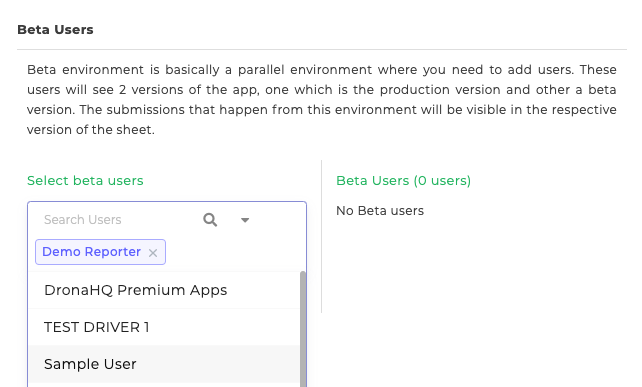 Beta Users
Beta environment is basically a parallel environment where you need to add users. These
users will see 2 versions of the app, one which is the production version and other a beta
version. The submissions that happen from this environment will be visible in the respective
version of the sheet.
Select beta users
Search Users
Demo Reporter ×
DronaHQ Premium Apps
TEST DRIVER 1
Sample User
Beta Users (0 users)
No Beta users